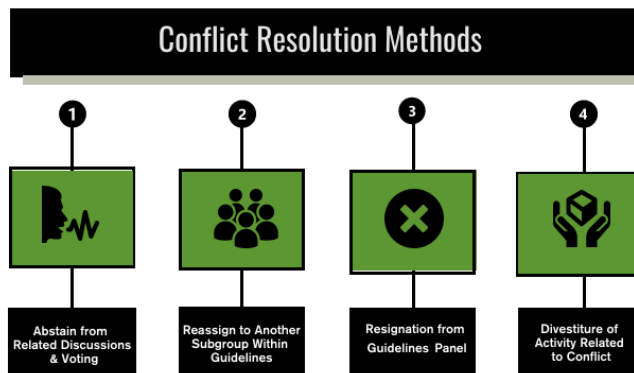 Conflict Resolution Methods
1
2
3
4
Abstain from
Related Discussions
& Voting
Reassign to Another
Subgroup Within
Guidelines
Resignation from
Guidelines Panel
Divestiture of
Activity Related
to Conflict